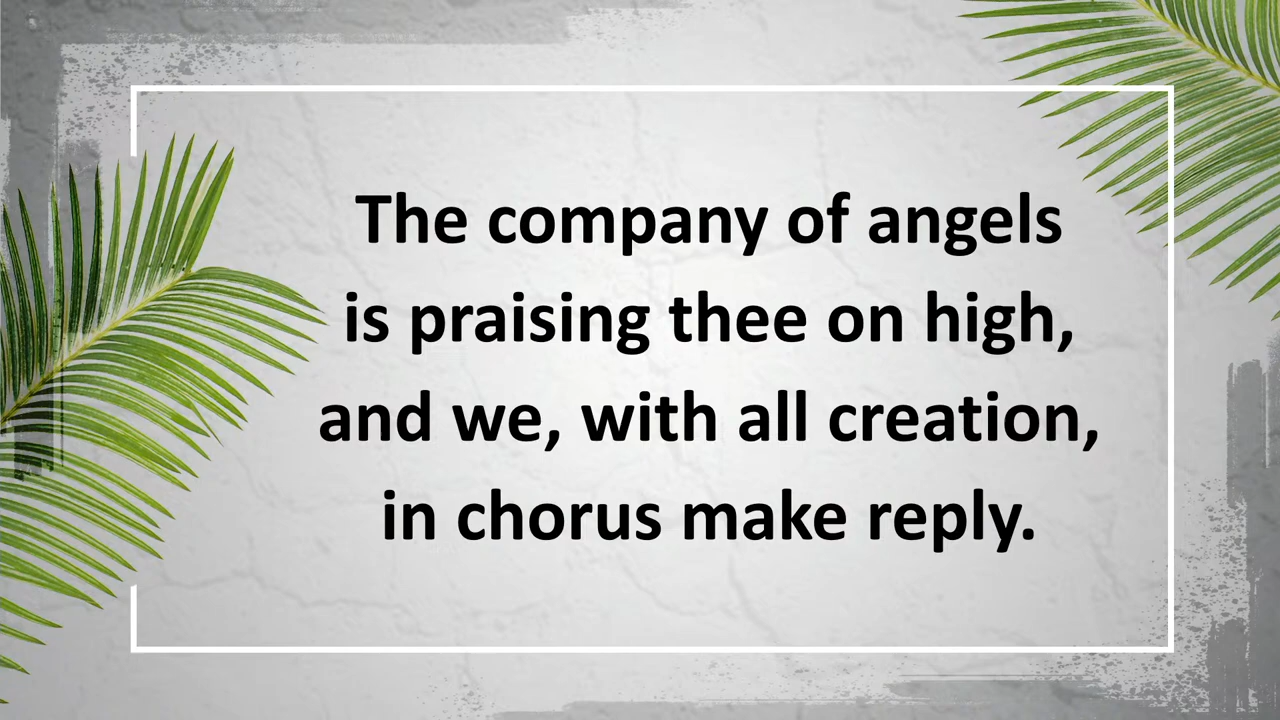 The company of angels
is praising thee on high,
and we, with all creation,
in chorus make reply.